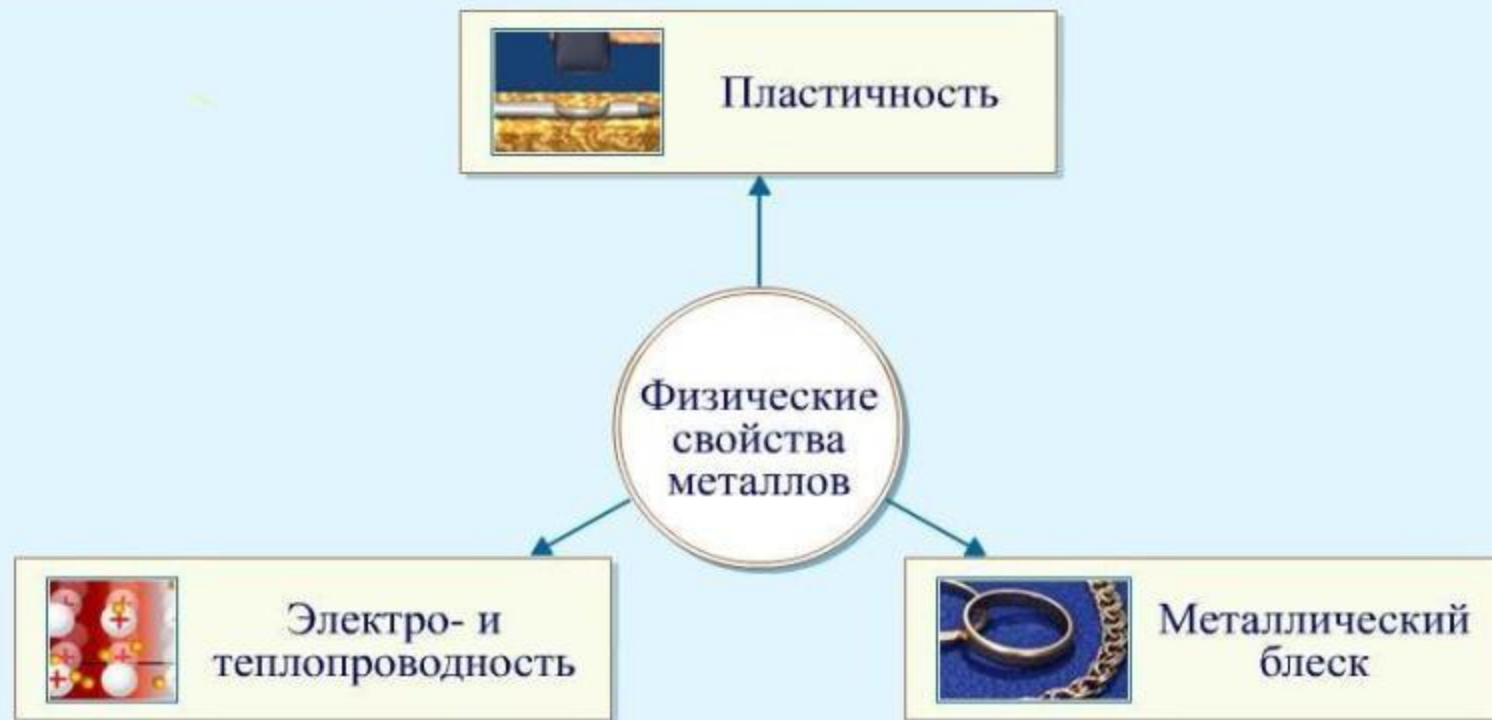 Пластичность
Физические
свойства
металлов
Электро- и
теплопроводность
Металлический
блеск